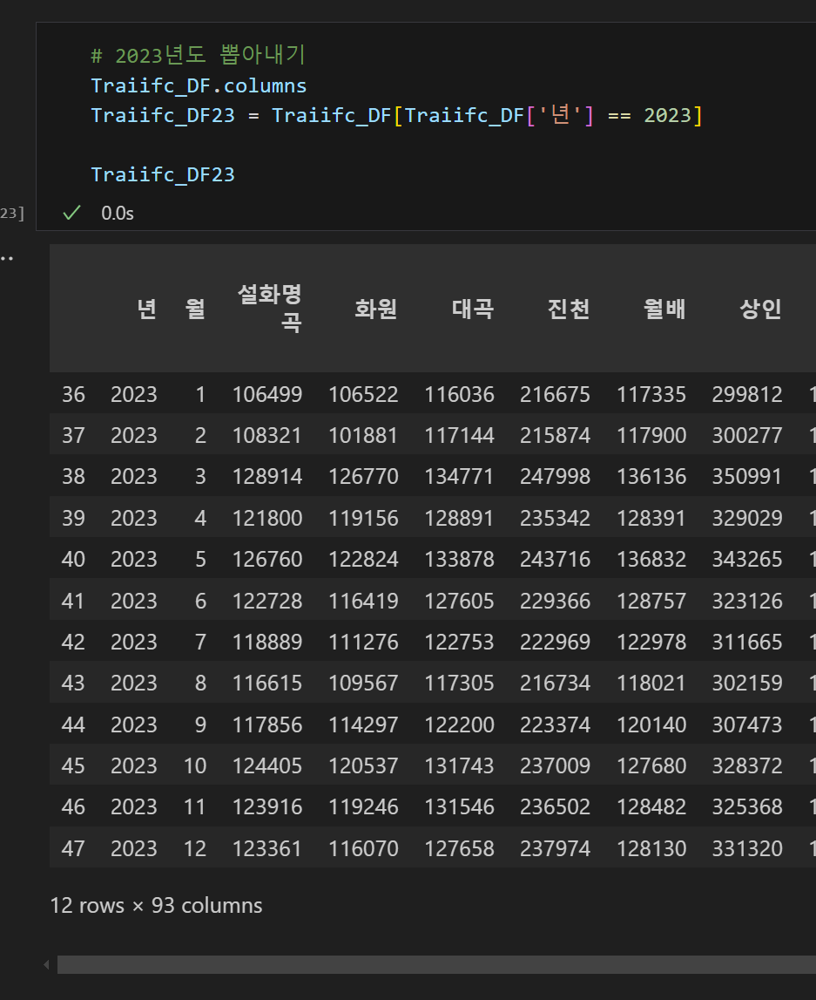 # 2023년도 뽑아내기
Traiifc_DF.columns
Traiifc_DF23 = Traiifc_DF[Traiifc_DF['년'] == 2023]
Traiifc_DF23
23]
0.0s
년 월 설화명곡 화원 대곡 진천 월배 상인
36 2023 1 106499 106522 116036 216675 117335 299812 1
37 2023 2 108321 101881 117144 215874 117900 300277 1
38 2023 3 128914 126770 134771 247998 136136 350991 1
39 2023 4 121800 119156 128891 235342 128391 329029 1
40 2023 5 126760 122824 133878 243716 136832 343265 1
41 2023 6 122728 116419 127605 229366 128757 323126 1
42 2023 7 118889 111276 122753 222969 122978 311665 1
43 2023 8 116615 109567 117305 216734 118021 302159 1
44 2023 9 117856 114297 122200 223374 120140 307473 1
45 2023 10 124405 120537 131743 237009 127680 328372 1
46 2023 11 123916 119246 131546 236502 128482 325368 1
47 2023 12 123361 116070 127658 237974 128130 331320 1
12 rows × 93 columns